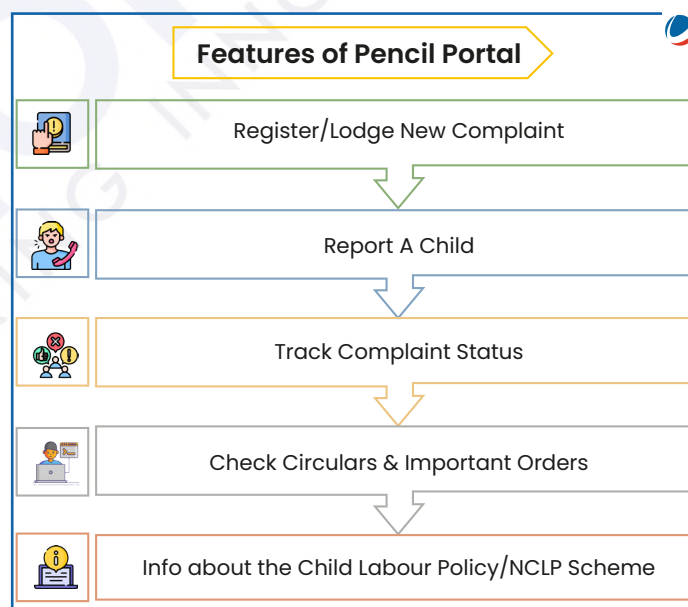 Features of Pencil Portal
Register/Lodge New Complaint
Report A Child
Track Complaint Status
Check Circulars & Important Orders
Info about the Child Labour Policy/NCLP Scheme